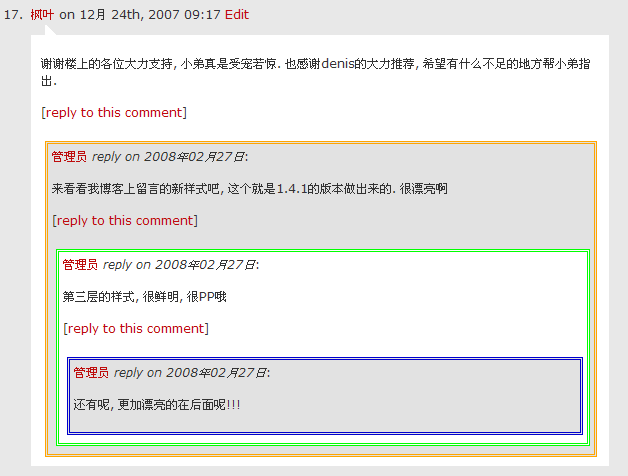 17. 枫叶 on 12月 24th, 2007 09:17 Edit
谢谢楼上的各位大力支持, 小弟真是受宠若惊. 也感谢denis的大力推荐, 希望有什么不足的地方帮小弟指
出.
[reply to this comment]
管理员 reply on 2008年02月27日:
来看看我博客上留言的新样式吧, 这个就是1.4.1的版本做出来的. 很漂亮啊
[reply to this comment]
管理员 reply on 2008年02月27日:
第三层的样式, 很鲜明, 很PP哦
[reply to this comment]
管理员 reply on 2008年02月27日:
还有呢, 更加漂亮的在后面呢!!!